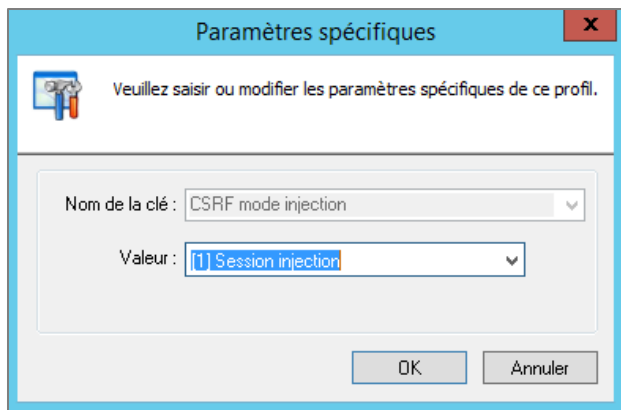 Paramètres spécifiques
x
Veuillez saisir ou modifier les paramètres spécifiques de ce profil.
Nom de la clé : CSRF mode injection
Valeur : [1] Session injection
OK Annuler